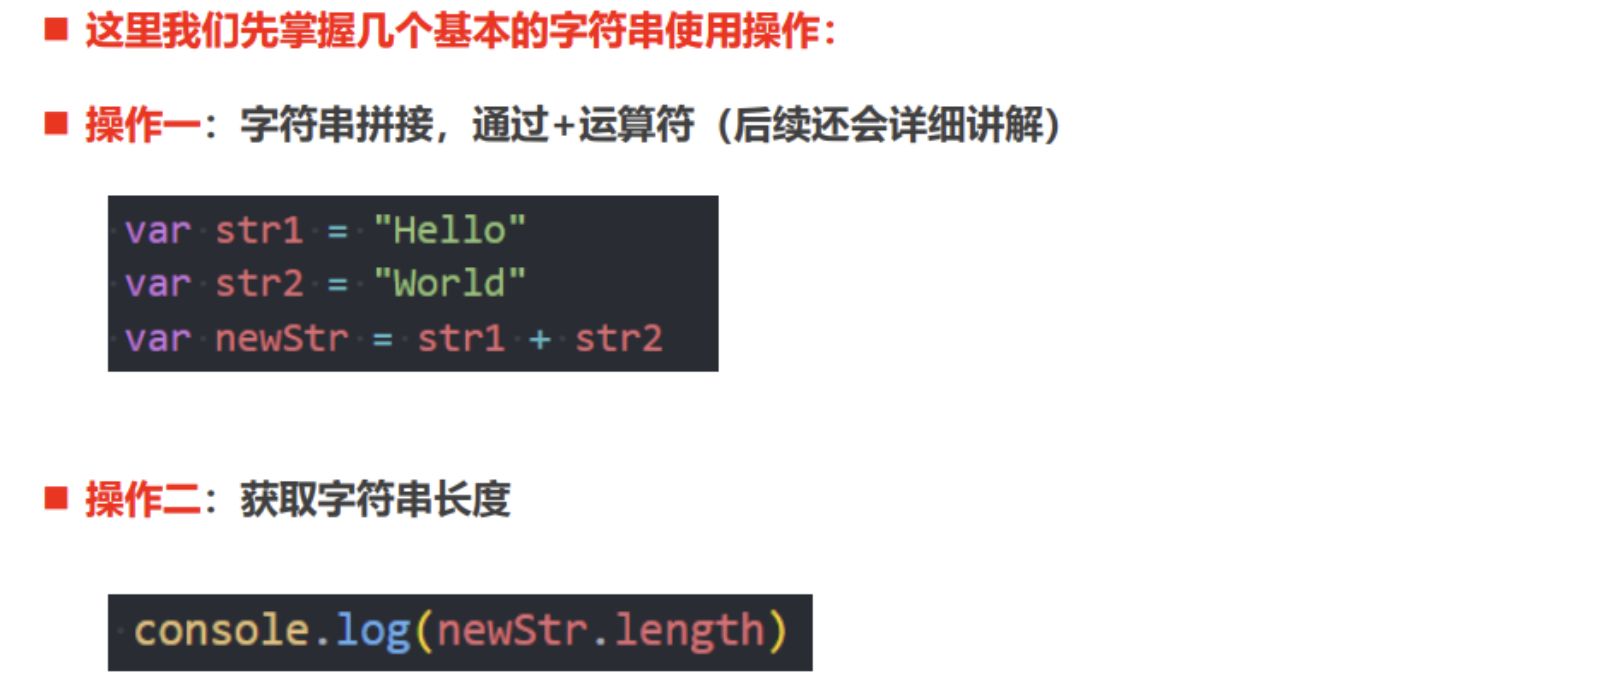 ■ 这里我们先掌握几个基本的字符串使用操作：
■ 操作一：字符串拼接，通过+运算符（后续还会详细讲解）
var str1 = "Hello"
var str2 = "World"
var newStr = str1 + str2
■ 操作二：获取字符串长度
console.log(newStr.length)